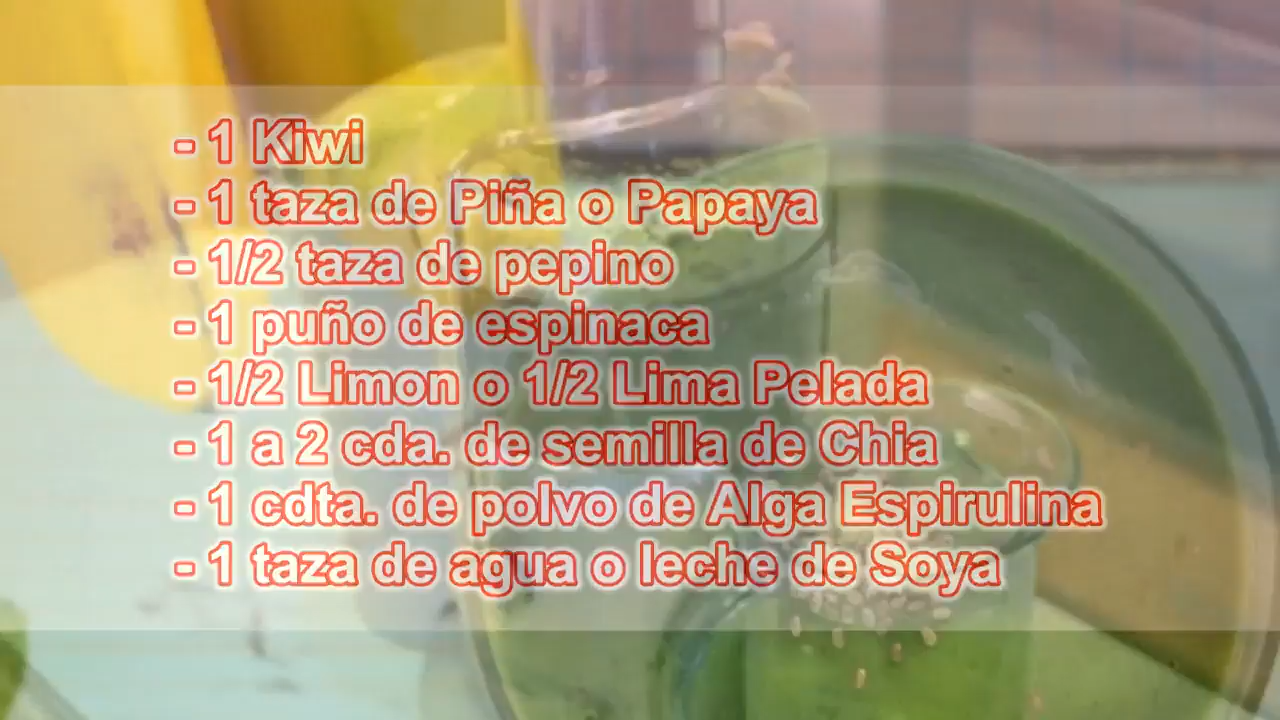 - 1 Kiwi
- 1 taza de Piña o Papaya
- 1/2 taza de pepino
- 1 puño de espinaca
- 1/2 Limon o 1/2 Lima Pelada
- 1 a 2 cda. de semilla de Chia
- 1 cdta. de polvo de Alga Espirulina
- 1 taza de agua o leche de Soya